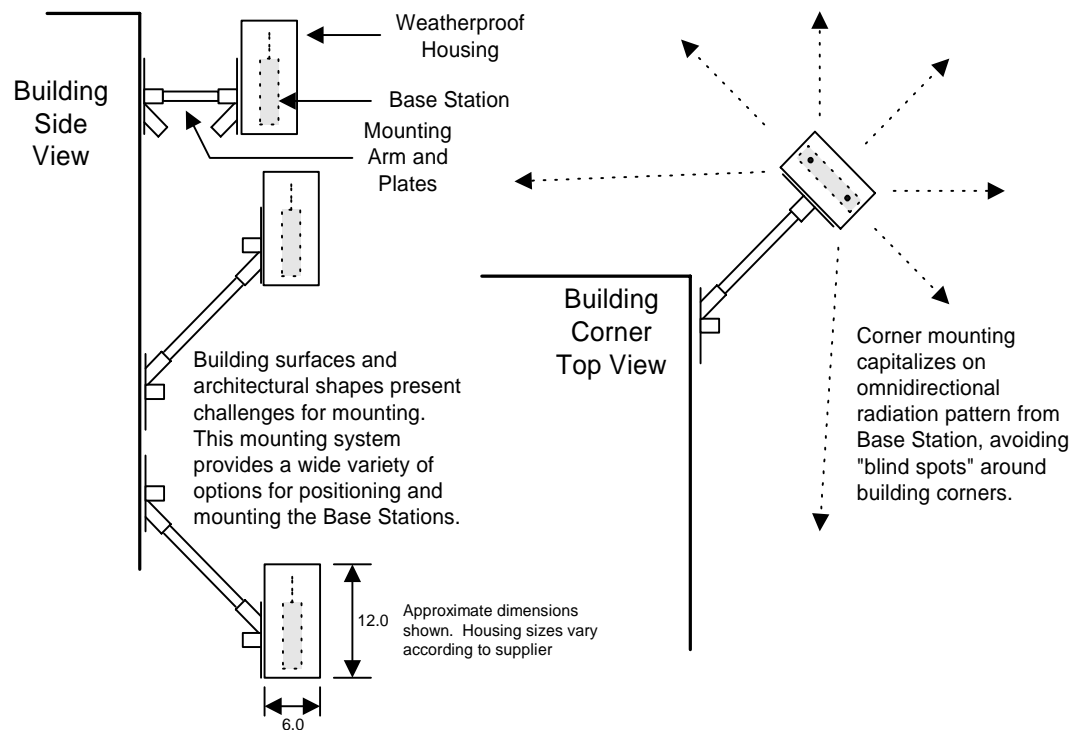 Building
Side
View
Weatherproof
Housing
Base Station
Mounting
Arm and
Plates
Building surfaces and
architectural shapes present
challenges for mounting.
This mounting system
provides a wide variety of
options for positioning and
mounting the Base Stations.
12.0
Approximate dimensions
shown. Housing sizes vary
according to supplier
6.0
Building
Corner
Top View
Corner mounting
capitalizes on
omnidirectional
radiation pattern from
Base Station, avoiding
"blind spots" around
building corners.